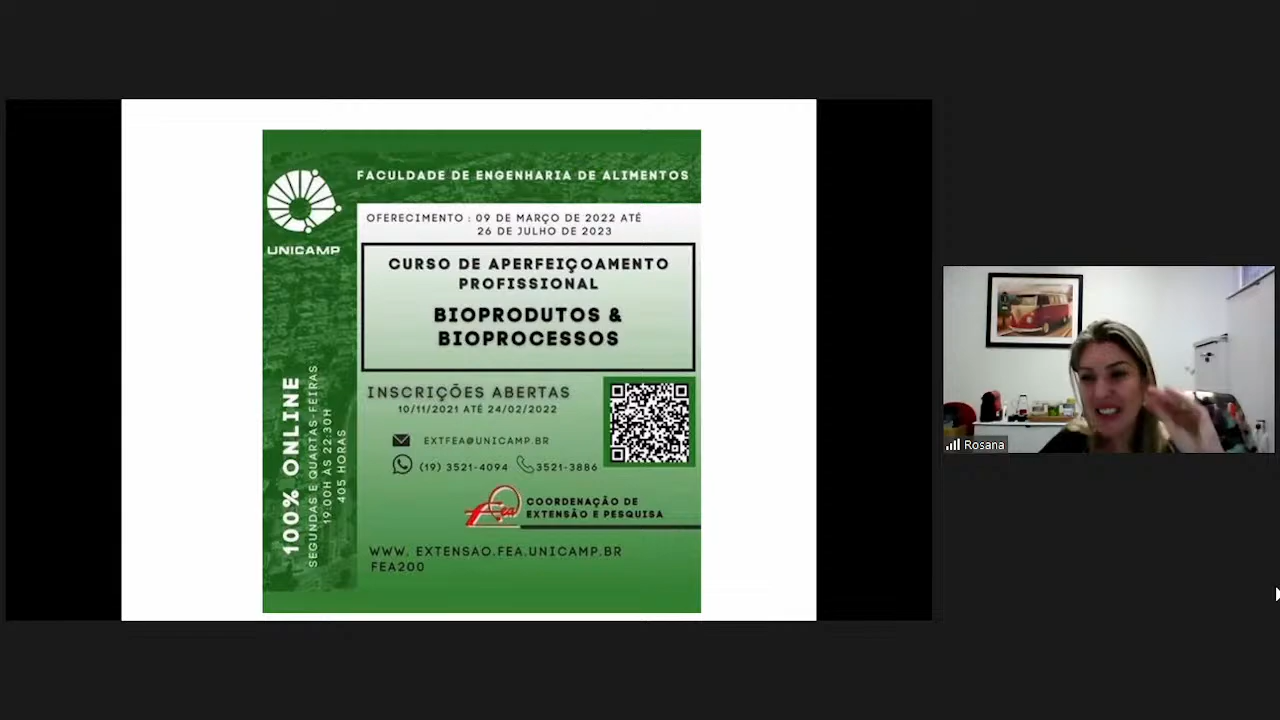 FACULDADE DE ENGENHARIA DE ALIMENTOS
UNICAMP
OFERECIMENTO : 09 DE MARÇO DE 2022 ATÉ
26 DE JULHO DE 2023
CURSO DE APERFEIÇOAMENTO
PROFISSIONAL
BIOPRODUTOS &
BIOPROCESSOS
100% ONLINE
SEGUNDAS E QUARTAS-FEIRAS
19:00H ÀS 22:30H
405 HORAS
INSCRIÇÕES ABERTAS
10/11/2021 ATÉ 24/02/2022
EXTFEA@UNICAMP.BR
(19) 3521-4094 3521-3886
Fea
COORDENAÇÃO DE
EXTENSÃO E PESQUISA
WWW. EXTENSAO.FEA.UNICAMP.BR
FEA200
Rosana